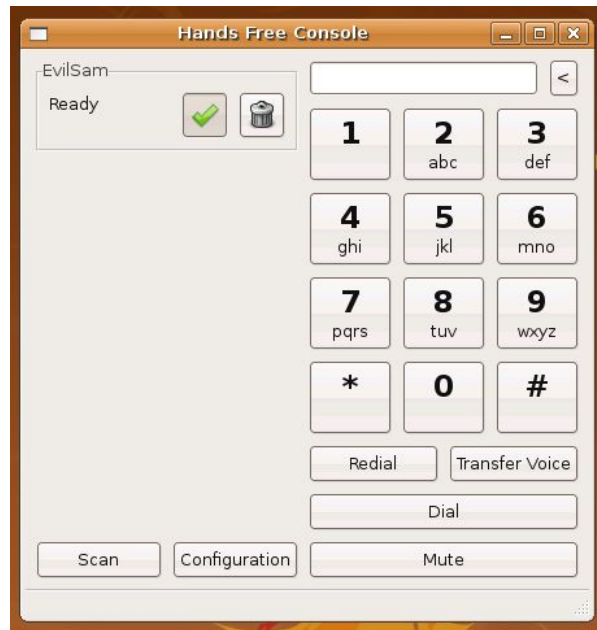 Hands Free Console
EvilSam
Ready
<
1
2
abc
3
def
4
ghi
5
jkl
6
mno
7
pqrs
8
tuv
9
wxyz
*
0
#
Redial
Transfer Voice
Dial
Scan
Configuration
Mute